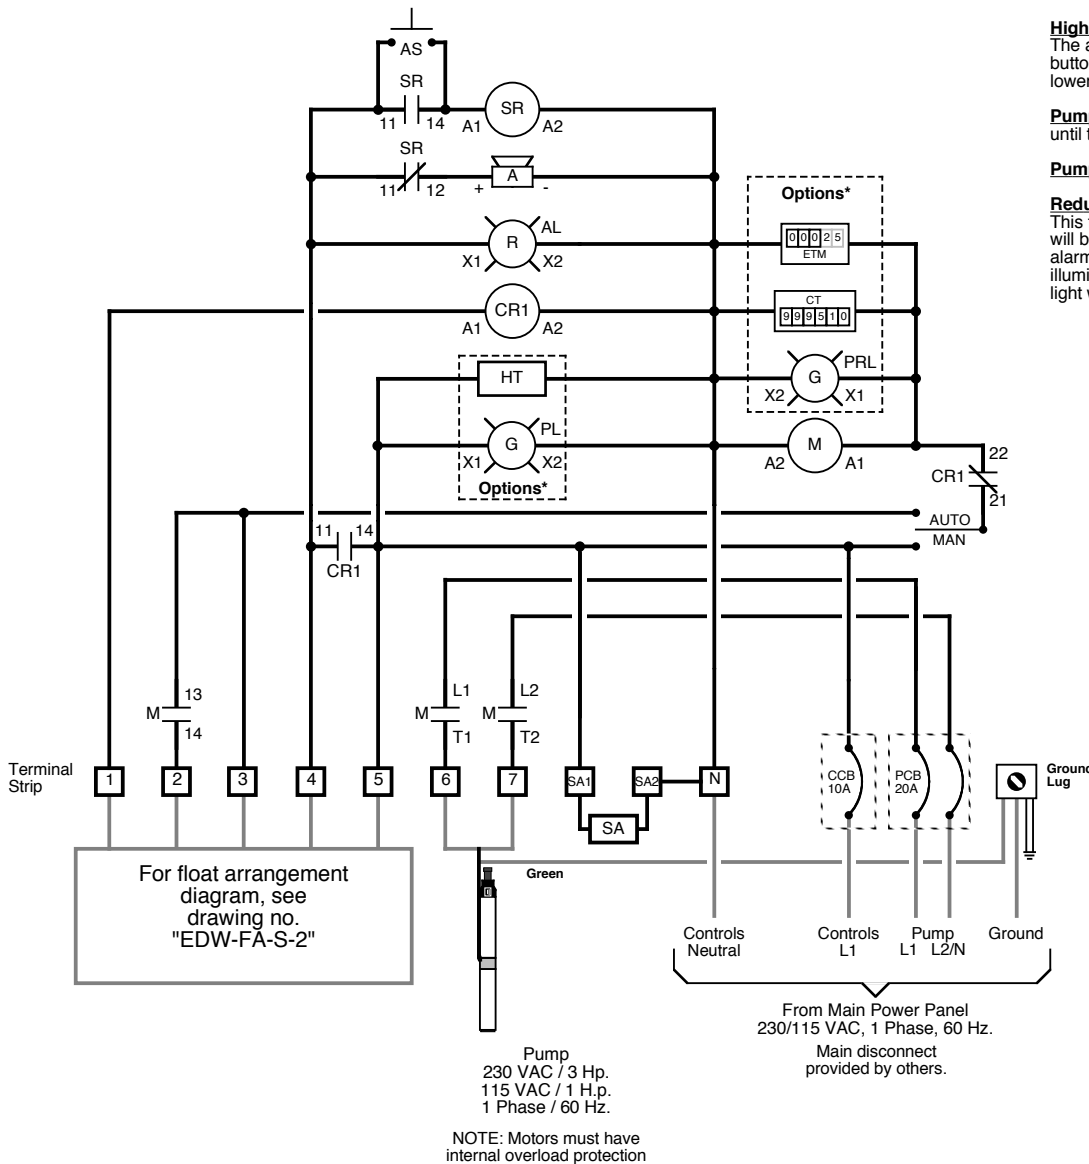 AS
SR
11 14 A1 SR A2
SR
11 12 + A -
R AL
X1 X2
CR1
A1 A2
HT
G PL
X1 X2
Options*
Options*
00025
ETM
CT
999510
G PRL
X2 X1
M
A2 A1
22
CR1
21
AUTO
MAN
11 14
CR1
13
M
14
L1
M
T1
L2
M
T2
Terminal
Strip
1 2 3 4 5 6 7 SA1 SA2 N
SA
CCB
10A
PCB
20A
Ground
Lug
Green
For float arrangement
diagram, see
drawing no.
"EDW-FA-S-2"
Controls
Neutral
Controls
L1
Pump
L1 L2/N
Ground
From Main Power Panel
230/115 VAC, 1 Phase, 60 Hz.
Main disconnect
provided by others.
Pump
230 VAC / 3 Hp.
115 VAC / 1 H.p.
1 Phase / 60 Hz.
NOTE: Motors must have
internal overload protection
High
The
butto
lower
Pum
until
Pum
Redu
This
will b
alarm
illumi
light